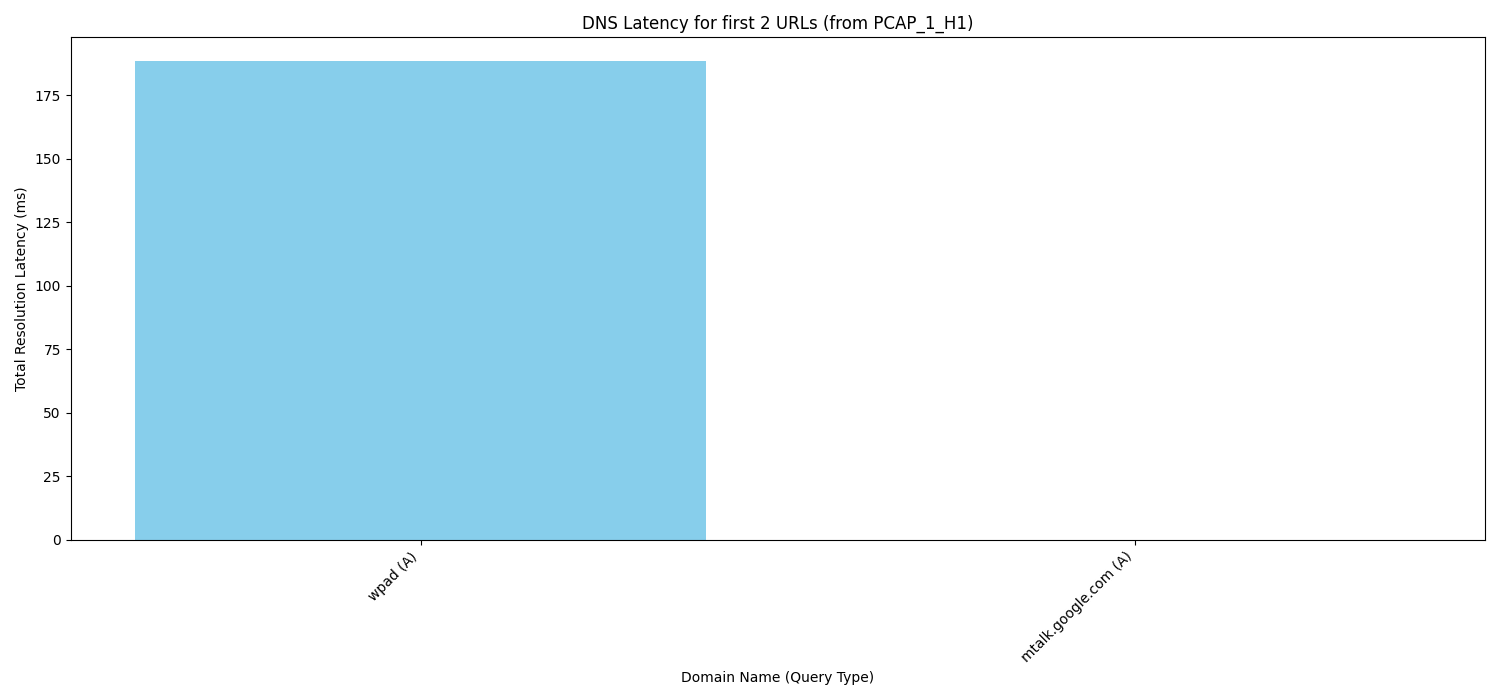 DNS Latency for first 2 URLs (from PCAP_1_H1)
Total Resolution Latency (ms)
175
150
125
100
75
50
25
0
wpad (A)
mtalk.google.com (A)
Domain Name (Query Type)